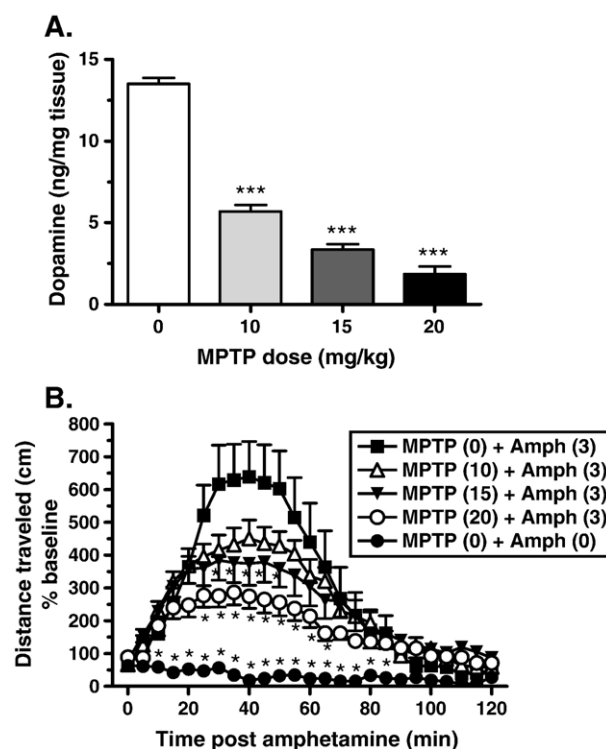 A.
15
10
5
0
Dopamine (ng/mg tissue)
***
***
***
0 10 15 20
MPTP dose (mg/kg)
B.
800
700
600
500
400
300
200
100
0
Distance traveled (cm)
% baseline
MPTP (0) + Amph (3)
MPTP (10) + Amph (3)
MPTP (15) + Amph (3)
MPTP (20) + Amph (3)
MPTP (0) + Amph (0)
* * * * *
* * * * * * * * *
* * * * * * * * * * * * * *
0 20 40 60 80 100 120
Time post amphetamine (min)